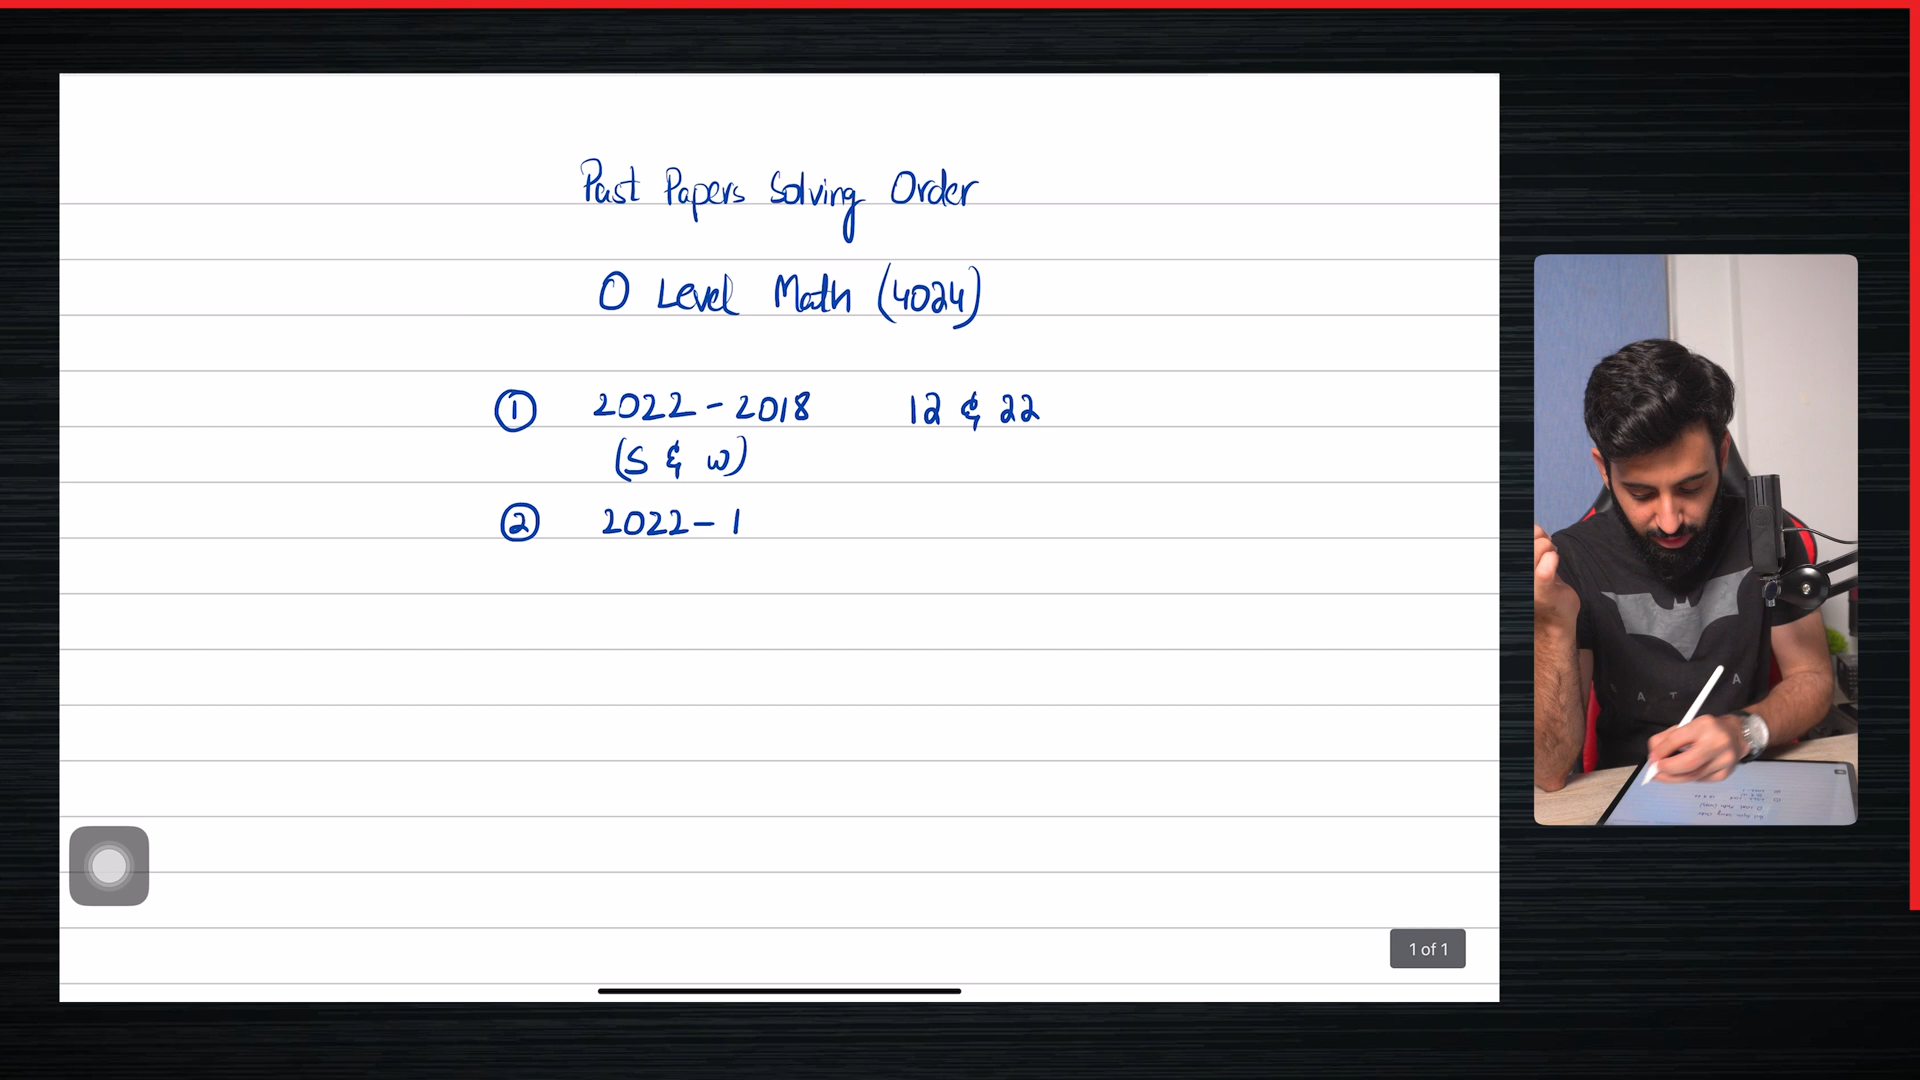 Past Papers Solving Order
O Level Math (4024)
① 2022 - 2018 12 & 22
(S & W)
② 2022 - 1
1 of 1